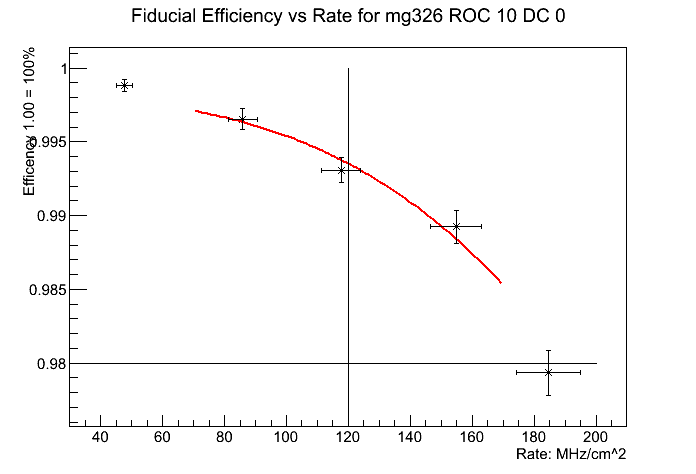 Fiducial Efficiency vs Rate for mg326 ROC 10 DC 0
Efficency 1.00 = 100%
1
0.995
0.99
0.985
0.98
40 60 80 100 120 140 160 180 200
Rate: MHz/cm^2